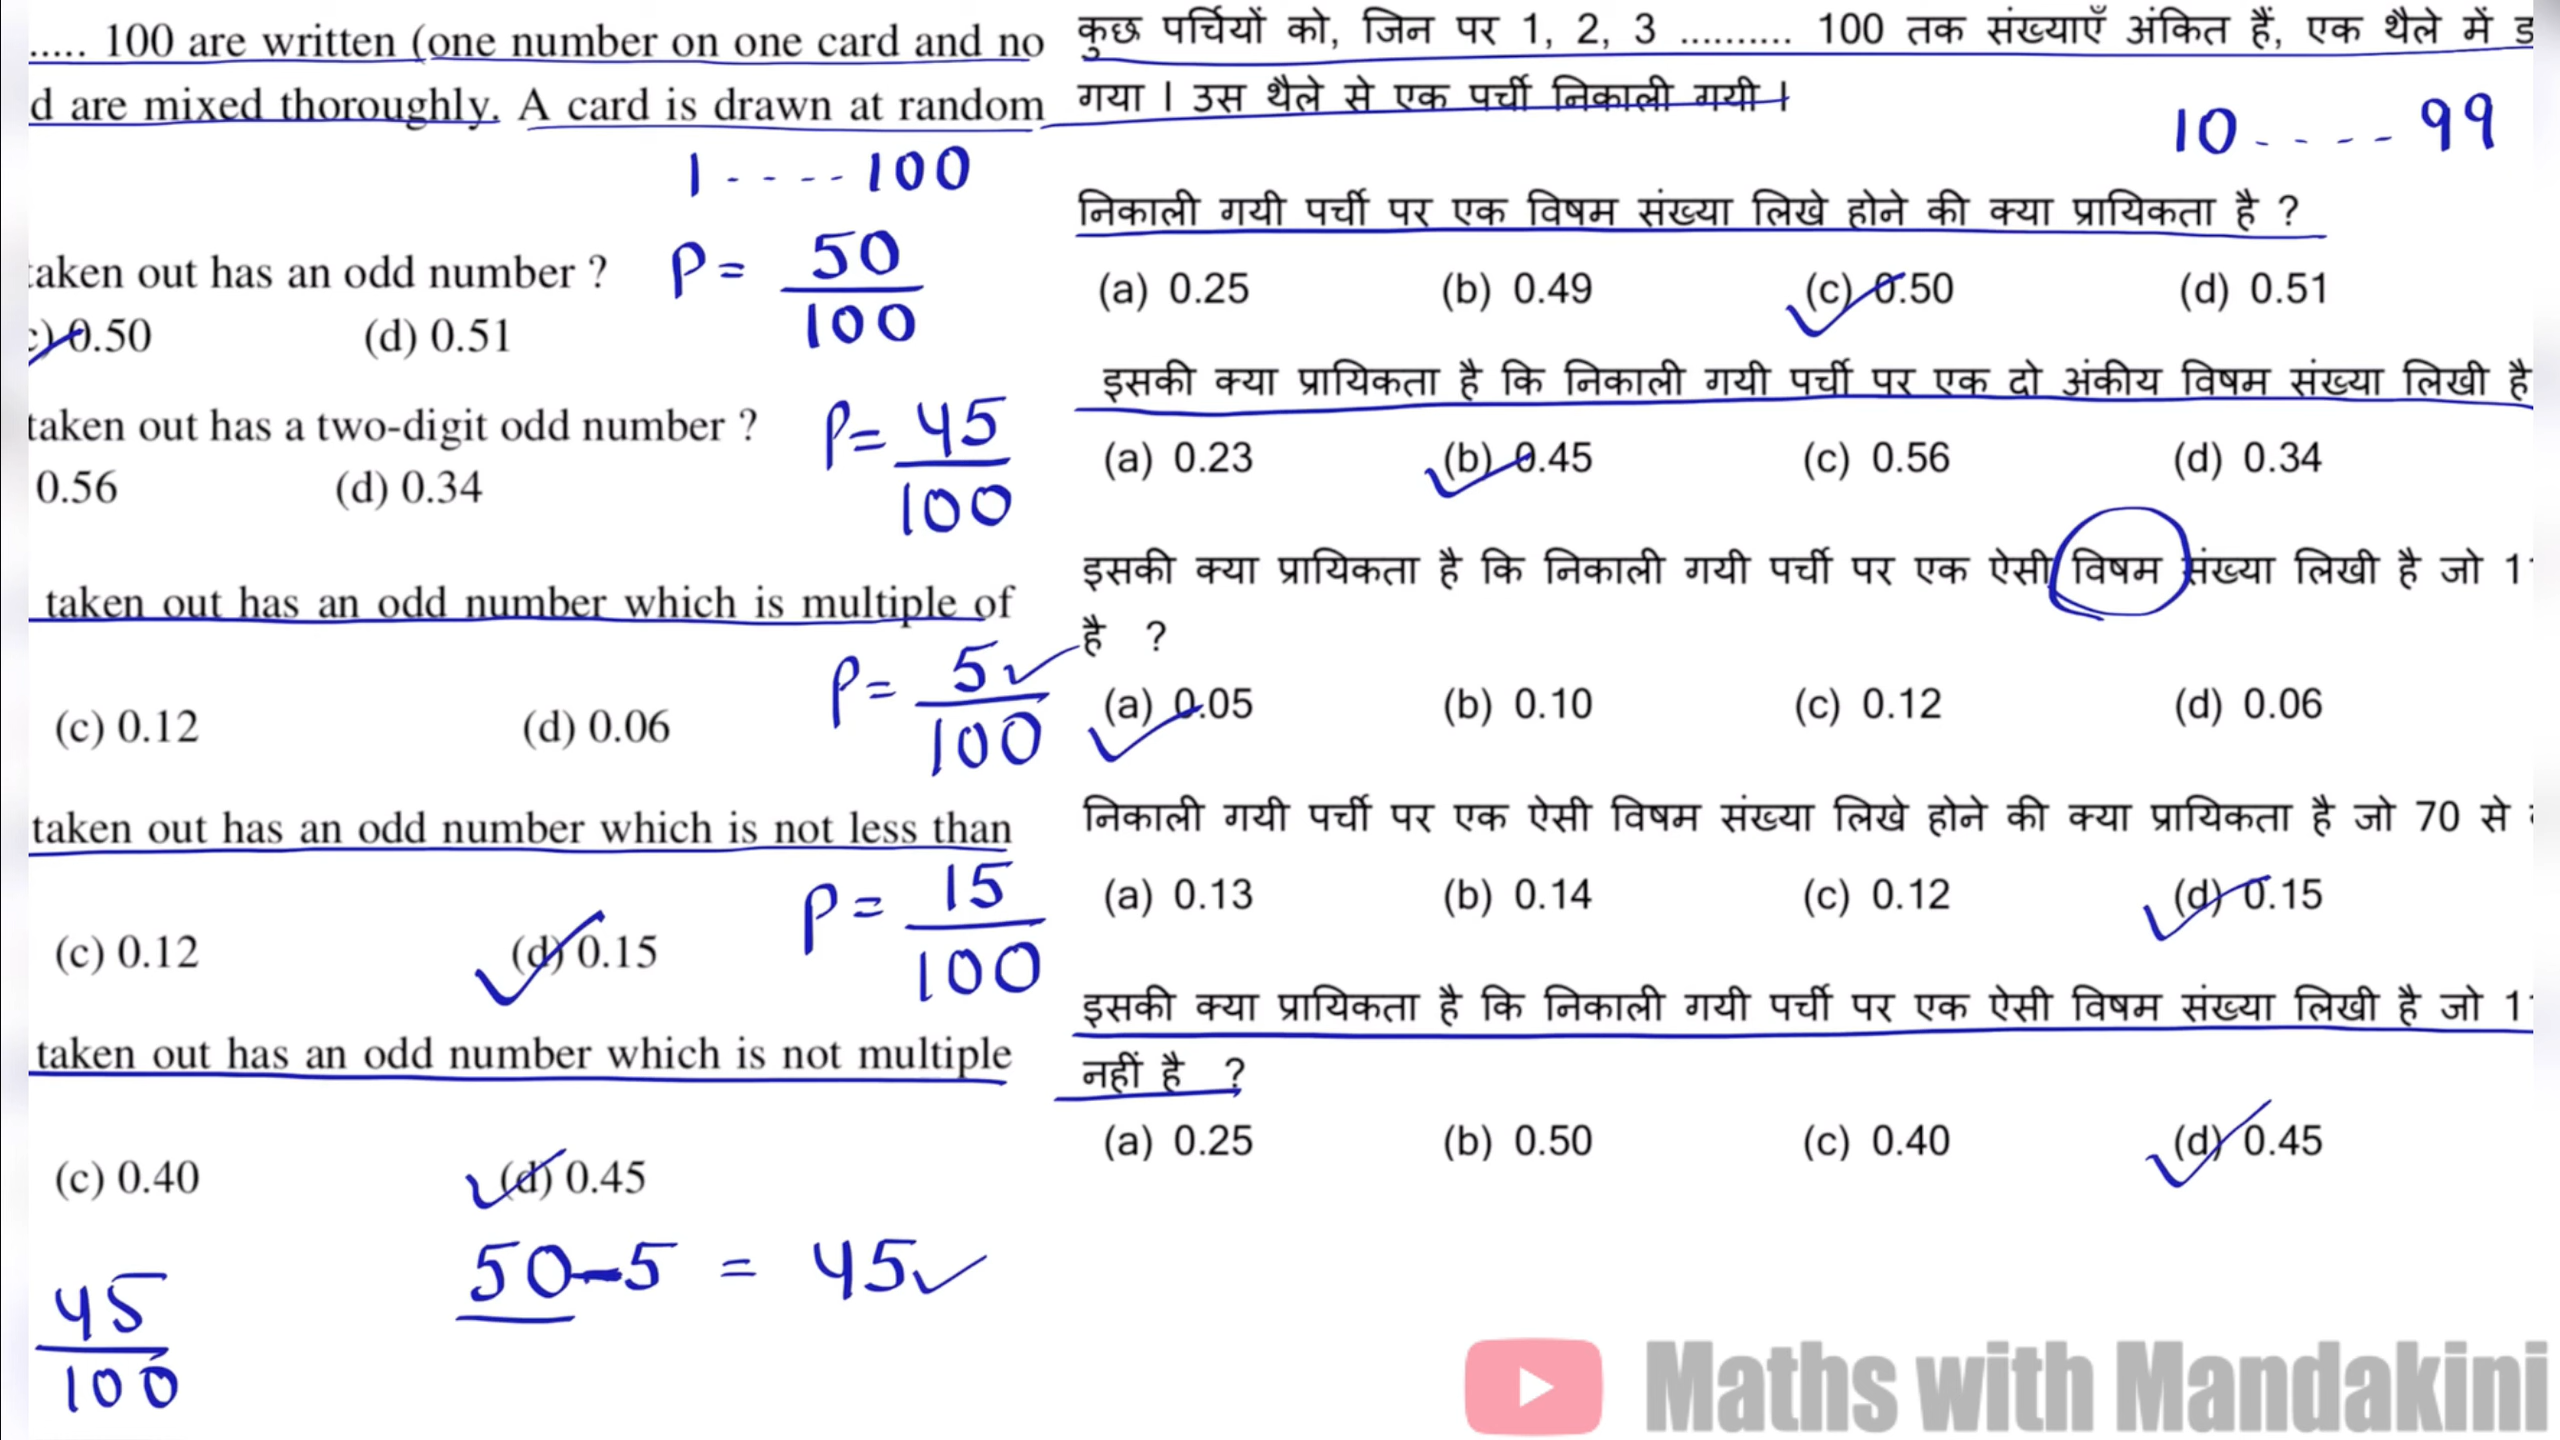 ..... 100 are written (one number on one card and no
d are mixed thoroughly. A card is drawn at random
1 - - - - 100
taken out has an odd number ?
P = 50/100
c) 0.50 (d) 0.51
taken out has a two-digit odd number ?
P = 45/100
0.56 (d) 0.34
taken out has an odd number which is multiple of
P = 5/100
(c) 0.12 (d) 0.06
taken out has an odd number which is not less than
P = 15/100
(c) 0.12 (d) 0.15
taken out has an odd number which is not multiple
(c) 0.40 (d) 0.45
50-5 = 45
45/100
कुछ पर्चियों को, जिन पर 1, 2, 3 .......... 100 तक संख्याएँ अंकित हैं, एक थैले में
गया । उस थैले से एक पर्ची निकाली गयी ।
10 - - - - 99
निकाली गयी पर्ची पर एक विषम संख्या लिखे होने की क्या प्रायिकता है ?
(a) 0.25 (b) 0.49 (c) 0.50 (d) 0.51
इसकी क्या प्रायिकता है कि निकाली गयी पर्ची पर एक दो अंकीय विषम संख्या लिखी है
(a) 0.23 (b) 0.45 (c) 0.56 (d) 0.34
इसकी क्या प्रायिकता है कि निकाली गयी पर्ची पर एक ऐसी विषम संख्या लिखी है जो 1
है ?
(a) 0.05 (b) 0.10 (c) 0.12 (d) 0.06
निकाली गयी पर्ची पर एक ऐसी विषम संख्या लिखे होने की क्या प्रायिकता है जो 70 से
(a) 0.13 (b) 0.14 (c) 0.12 (d) 0.15
इसकी क्या प्रायिकता है कि निकाली गयी पर्ची पर एक ऐसी विषम संख्या लिखी है जो 1
नहीं है ?
(a) 0.25 (b) 0.50 (c) 0.40 (d) 0.45
Maths with Mandakini